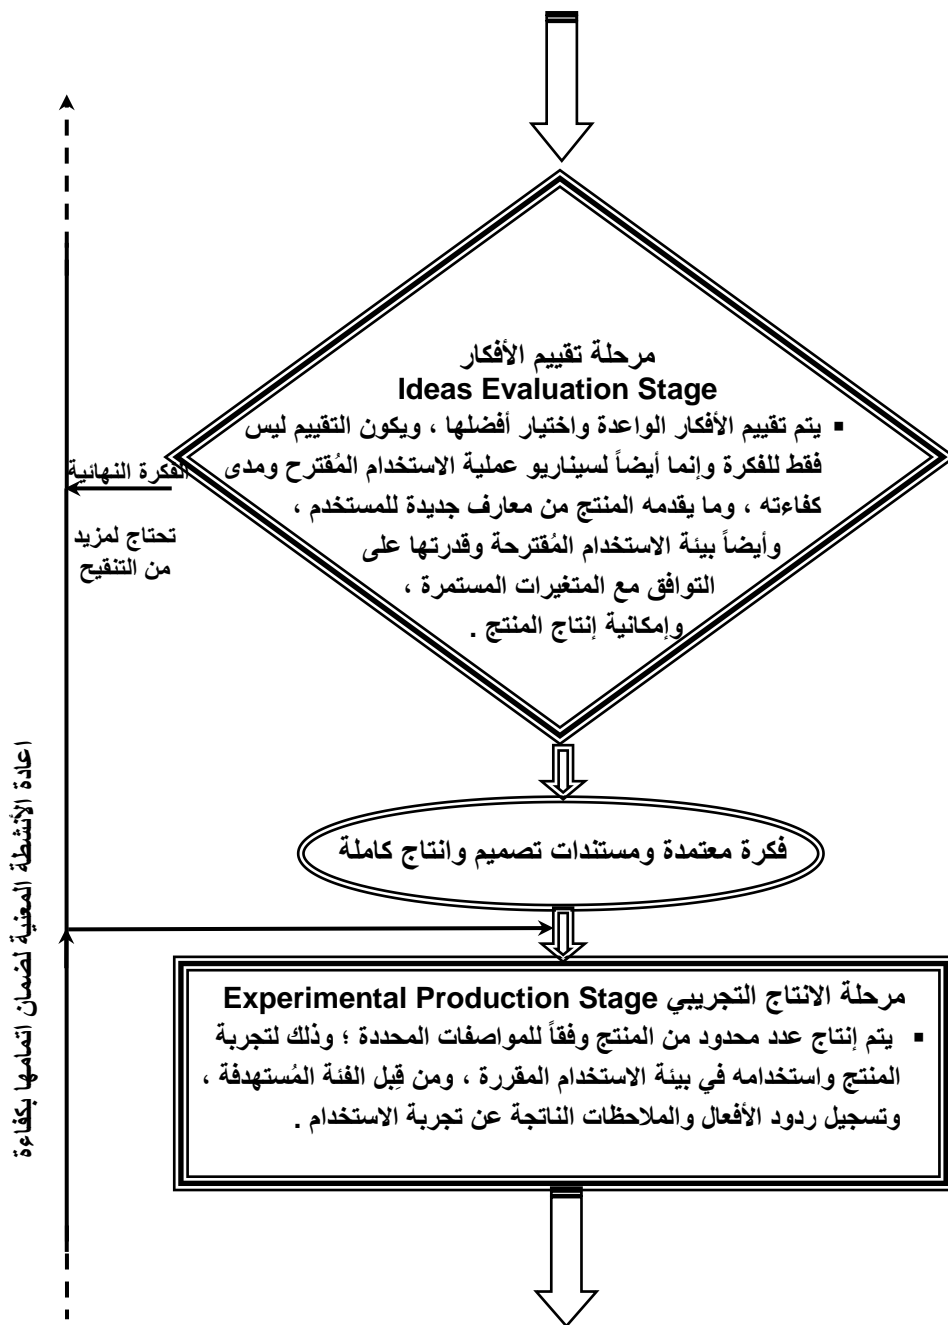 مرحلة تقييم الأفكار
Ideas Evaluation Stage
▪ يتم تقييم الأفكار الواعدة واختيار أفضلها ، ويكون التقييم ليس
فقط للفكرة وإنما أيضاً لسيناريو عملية الاستخدام المُقترح ومدى
كفاءته ، وما يقدمه المنتج من معارف جديدة للمستخدم ،
وأيضاً بيئة الاستخدام المُقترحة وقدرتها على
التوافق مع المتغيرات المستمرة ،
وإمكانية إنتاج المنتج .
الفكرة النهائية
تحتاج لمزيد
من التنقيح
اعادة الأنشطة المعنية لضمان اتمامها بكفاءة
فكرة معتمدة ومستندات تصميم وانتاج كاملة
مرحلة الانتاج التجريبي Experimental Production Stage
▪ يتم إنتاج عدد محدود من المنتج وفقاً للمواصفات المحددة ؛ وذلك لتجربة
المنتج واستخدامه في بيئة الاستخدام المقررة ، ومن قِبل الفئة المُستهدفة ،
وتسجيل ردود الأفعال والملاحظات الناتجة عن تجربة الاستخدام .